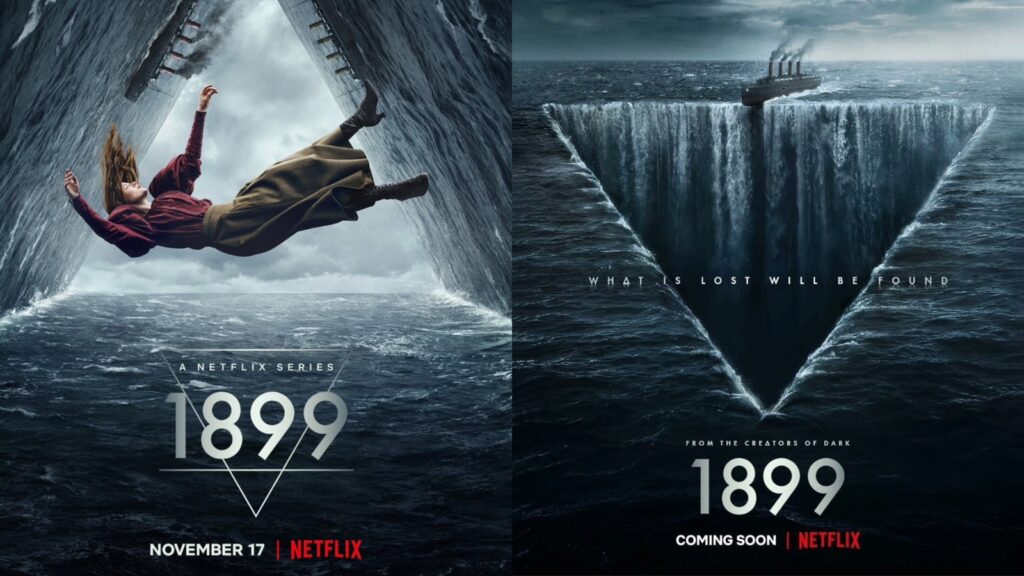 A NETFLIX SERIES
1899
NOVEMBER 17 | NETFLIX
WHAT IS LOST WILL BE FOUND
FROM THE CREATORS OF DARK
1899
COMING SOON | NETFLIX